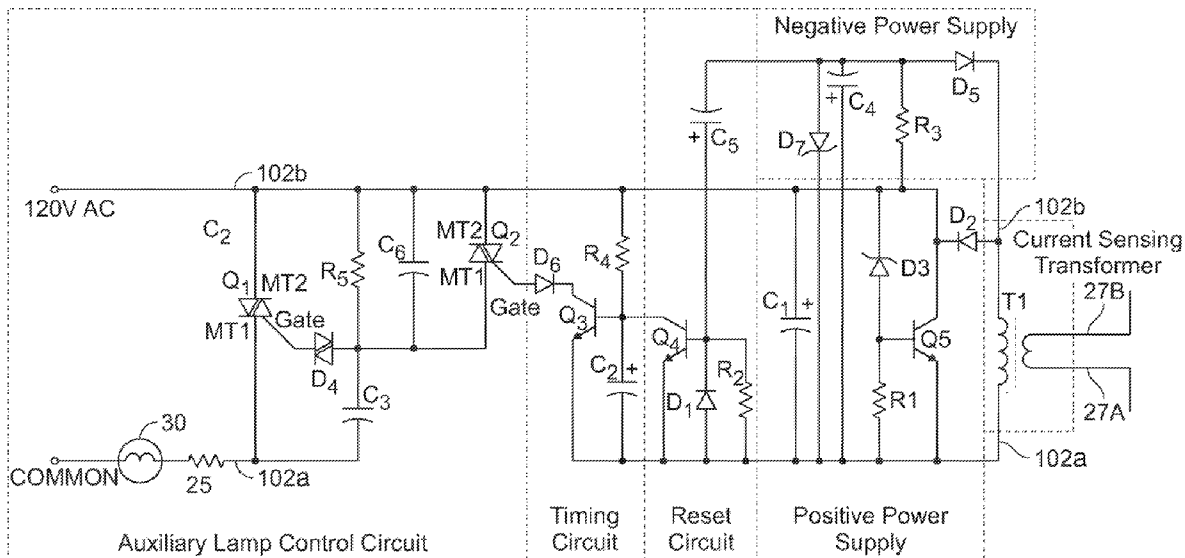 Negative Power Supply
D5
C4
+
R3
D7
C5
+
102b
120V AC
C2
C6
MT2
Q2
MT1
R5
D6
R4
Gate
Q1
MT2
MT1
Gate
D4
C3
Q3
C2
+
Q4
D1
R2
C1
+
D3
D2
Q5
R1
102b
Current Sensing
Transformer
27B
T1
27A
102a
30
COMMON
25
102a
Auxiliary Lamp Control Circuit
Timing
Circuit
Reset
Circuit
Positive Power
Supply